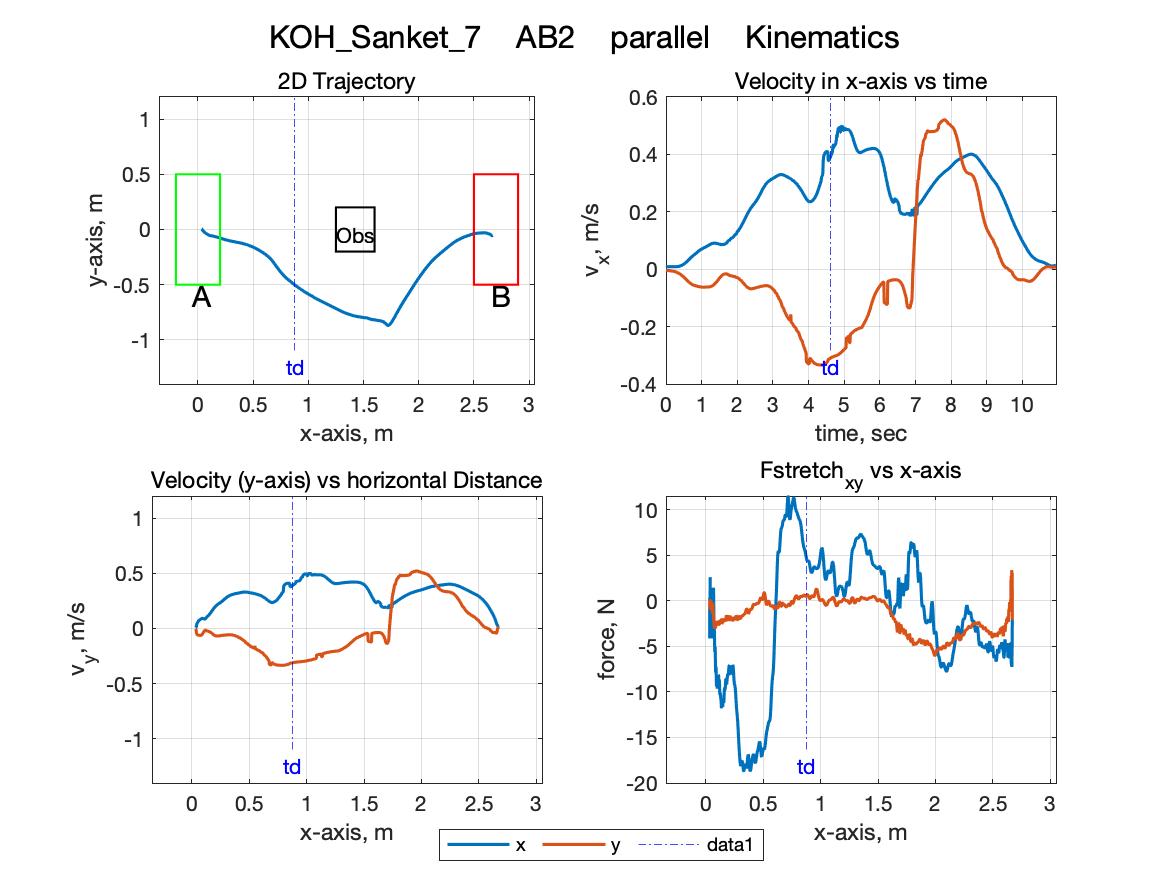 KOH_Sanket_7 AB2 parallel Kinematics
2D Trajectory
1
0.5
0
-0.5
-1
y-axis, m
Obs
A
B
td
0 0.5 1 1.5 2 2.5 3
x-axis, m
Velocity in x-axis vs time
0.6
0.4
0.2
0
-0.2
-0.4
vx, m/s
td
0 1 2 3 4 5 6 7 8 9 10
time, sec
Velocity (y-axis) vs horizontal Distance
1
0.5
0
-0.5
-1
vy, m/s
td
0 0.5 1 1.5 2 2.5 3
x-axis, m
Fstretchxy vs x-axis
10
5
0
-5
-10
-15
-20
force, N
td
0 0.5 1 1.5 2 2.5 3
x-axis, m
x y data1